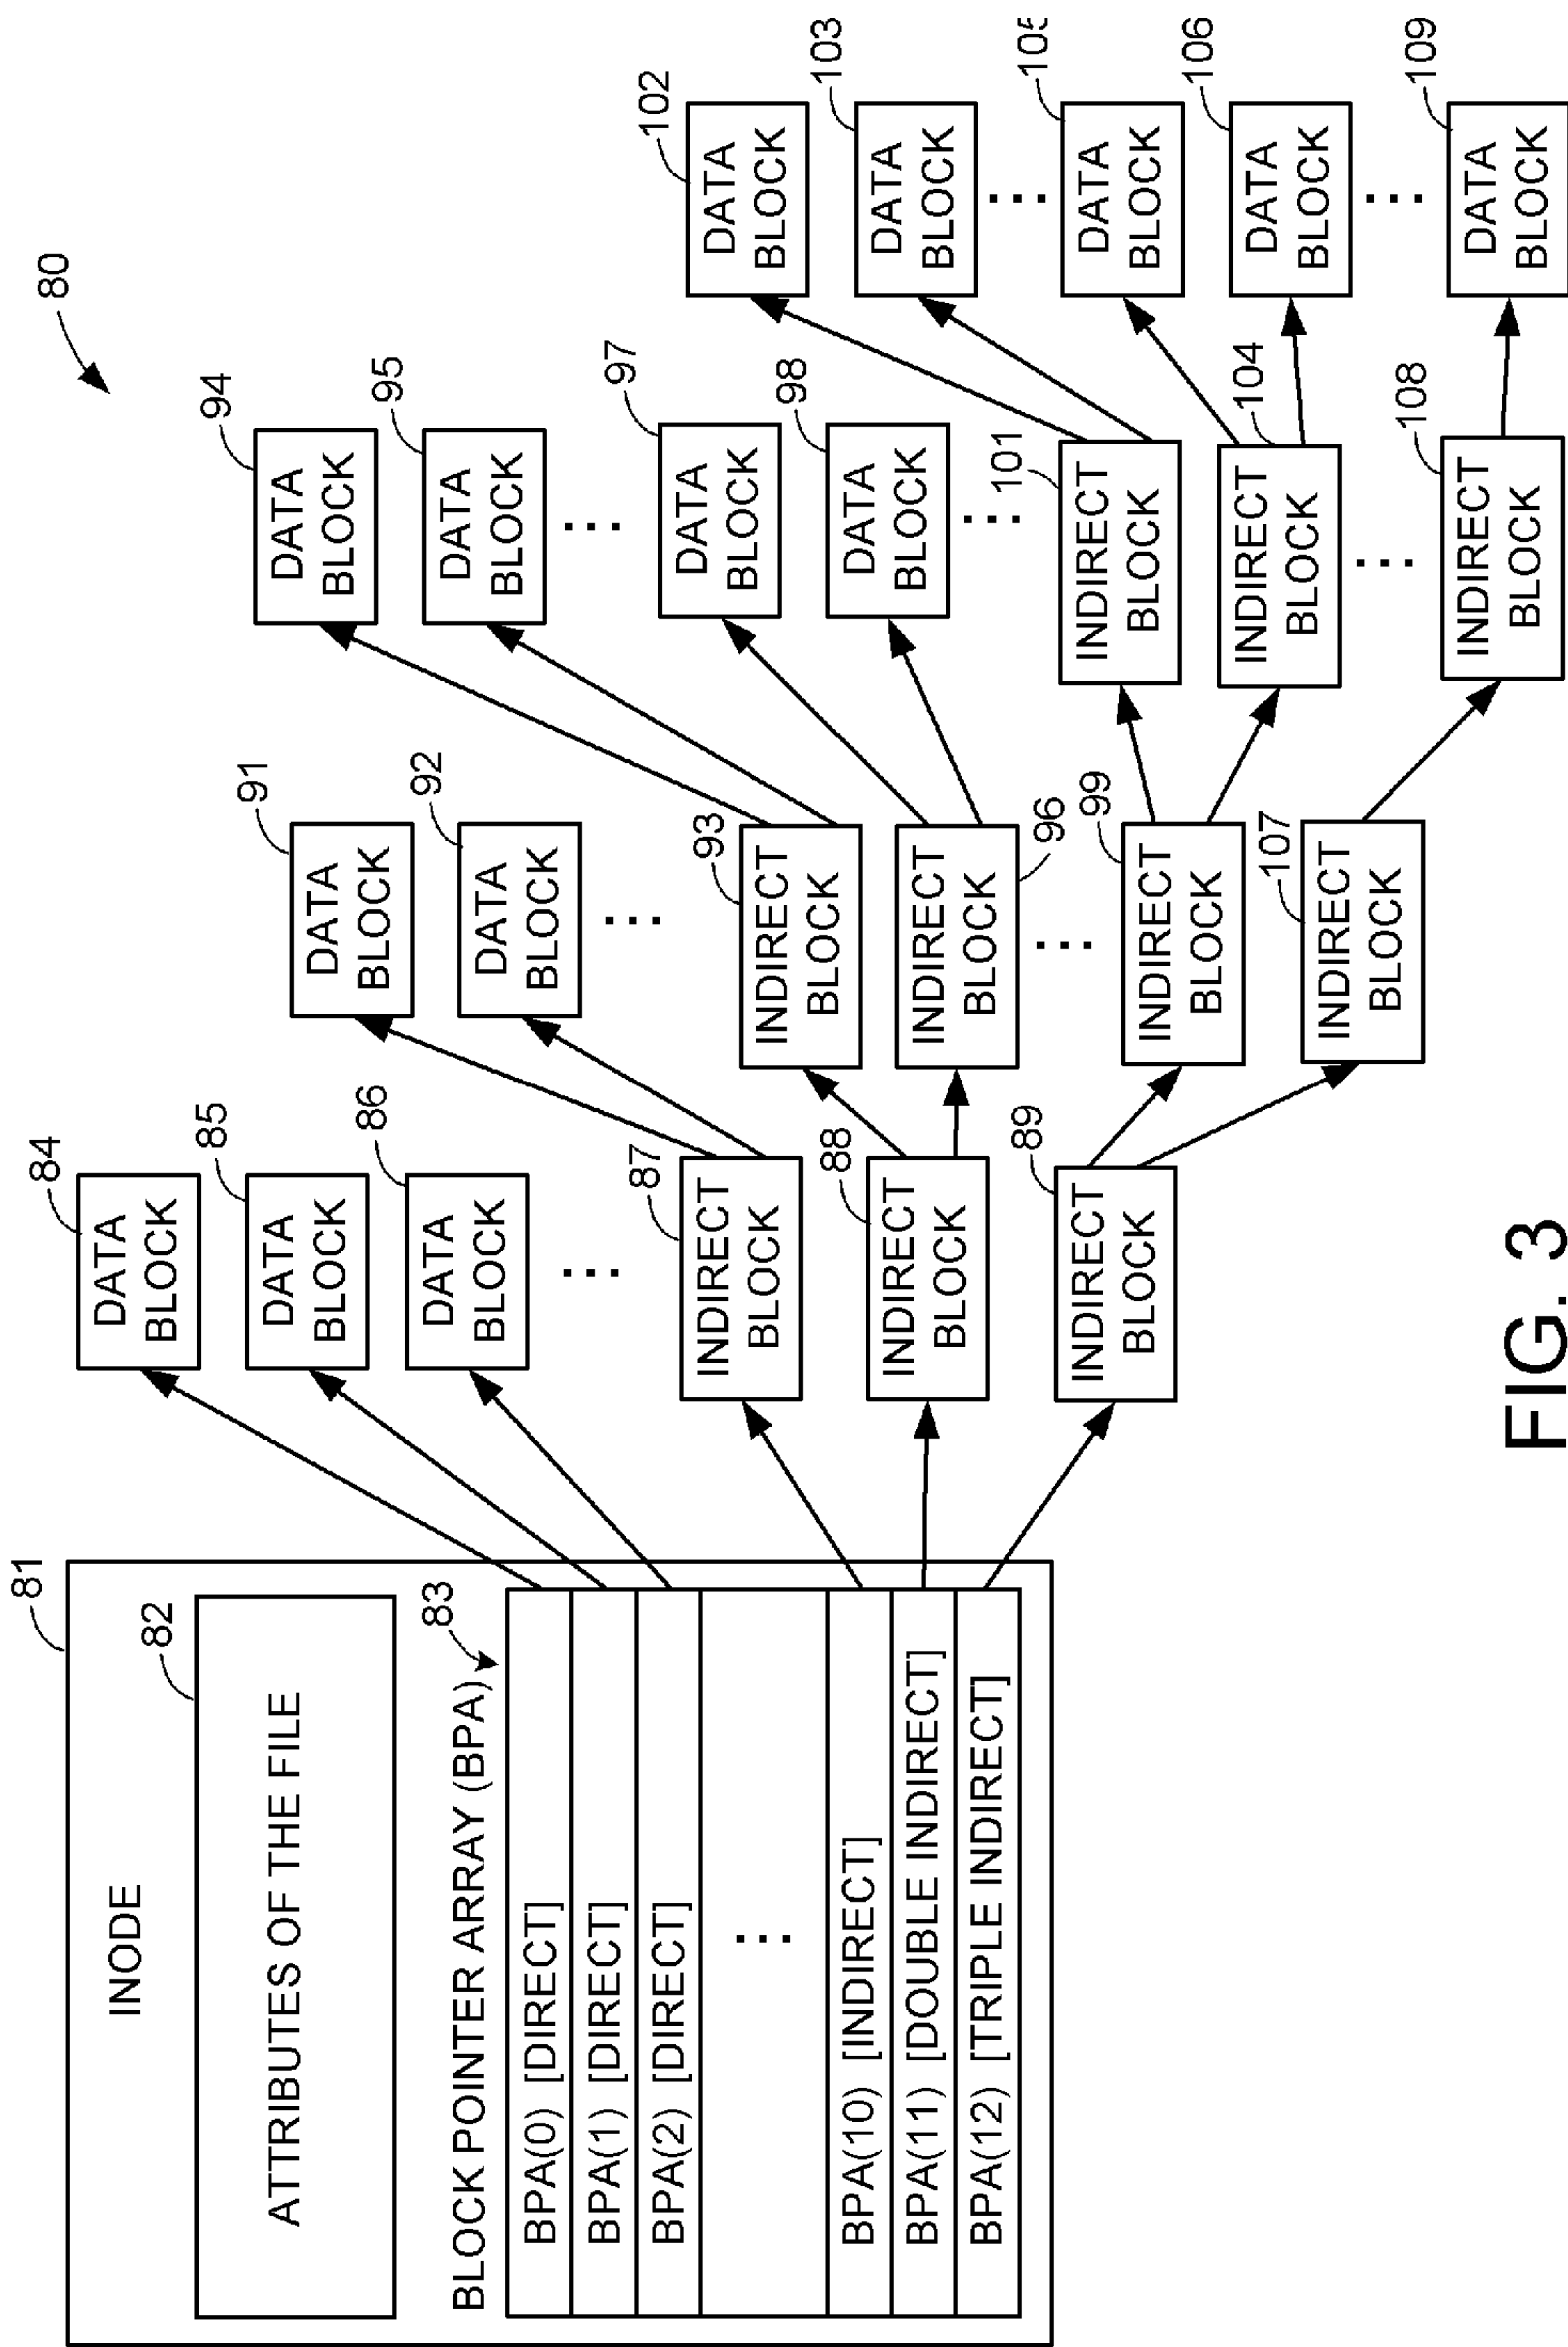 80
81
INODE
82
ATTRIBUTES OF THE FILE
BLOCK POINTER ARRAY (BPA)
83
BPA(0) [DIRECT]
BPA(1) [DIRECT]
BPA(2) [DIRECT]
...
BPA(10) [INDIRECT]
BPA(11) [DOUBLE INDIRECT]
BPA(12) [TRIPLE INDIRECT]
84
DATA
BLOCK
85
DATA
BLOCK
86
DATA
BLOCK
...
87
INDIRECT
BLOCK
88
INDIRECT
BLOCK
89
INDIRECT
BLOCK
91
DATA
BLOCK
92
DATA
BLOCK
...
93
INDIRECT
BLOCK
INDIRECT
BLOCK
96
...
99
INDIRECT
BLOCK
107
INDIRECT
BLOCK
94
DATA
BLOCK
95
DATA
BLOCK
...
97
DATA
BLOCK
98
DATA
BLOCK
...
101
INDIRECT
BLOCK
104
INDIRECT
BLOCK
...
108
INDIRECT
BLOCK
102
DATA
BLOCK
103
DATA
BLOCK
...
105
DATA
BLOCK
106
DATA
BLOCK
...
109
DATA
BLOCK
FIG. 3